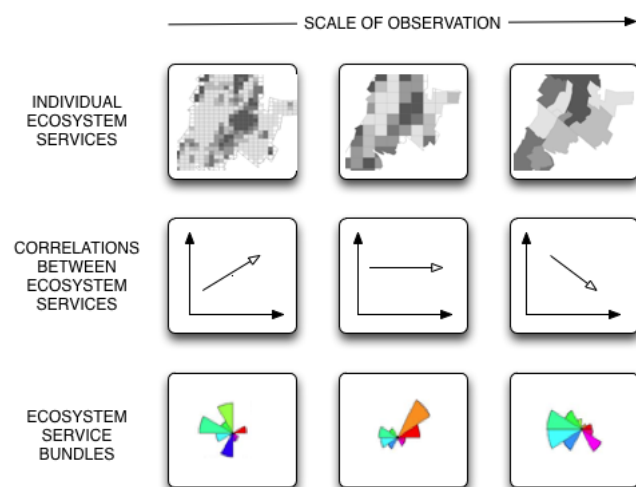 SCALE OF OBSERVATION
INDIVIDUAL
ECOSYSTEM
SERVICES
CORRELATIONS
BETWEEN
ECOSYSTEM
SERVICES
ECOSYSTEM
SERVICE
BUNDLES